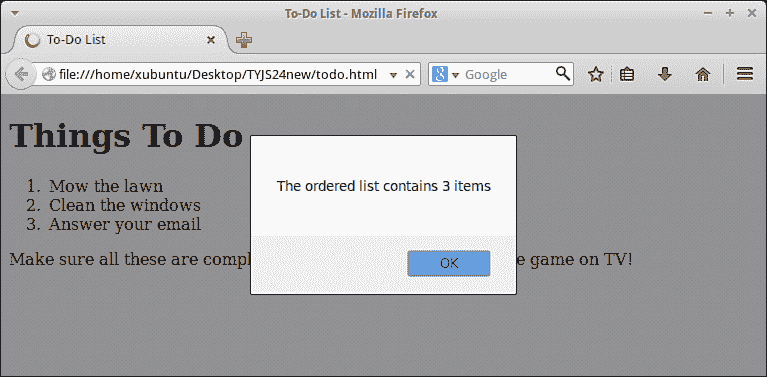 To-Do List - Mozilla Firefox
To-Do List
file:///home/xubuntu/Desktop/TYJS24new/todo.html
Google
Things To Do
1. Mow the lawn
2. Clean the windows
3. Answer your email
The ordered list contains 3 items
OK
Make sure all these are game on TV!